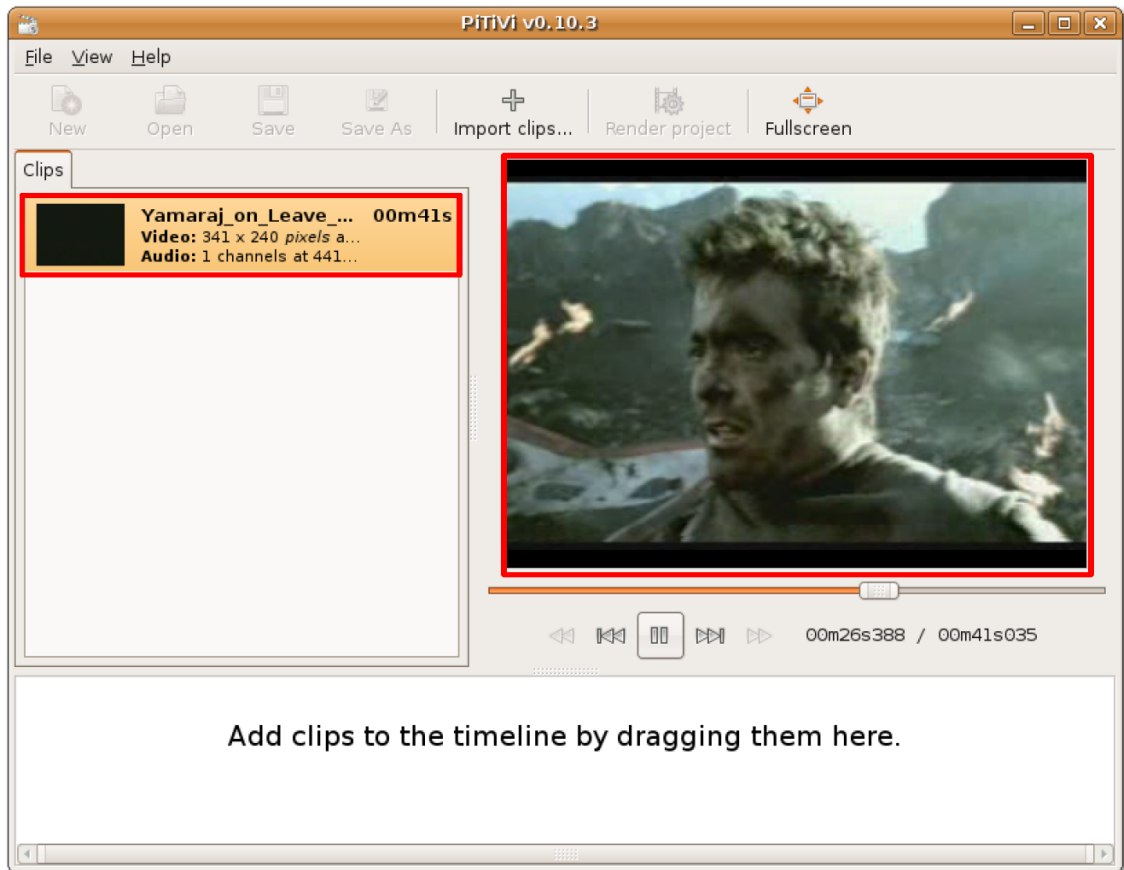 PiTiVi v0.10.3
File View Help
New Open Save Save As Import clips... Render project Fullscreen
Clips
Yamaraj_on_Leave_... 00m41s
Video: 341 x 240 pixels a...
Audio: 1 channels at 441...
00m26s388 / 00m41s035
Add clips to the timeline by dragging them here.